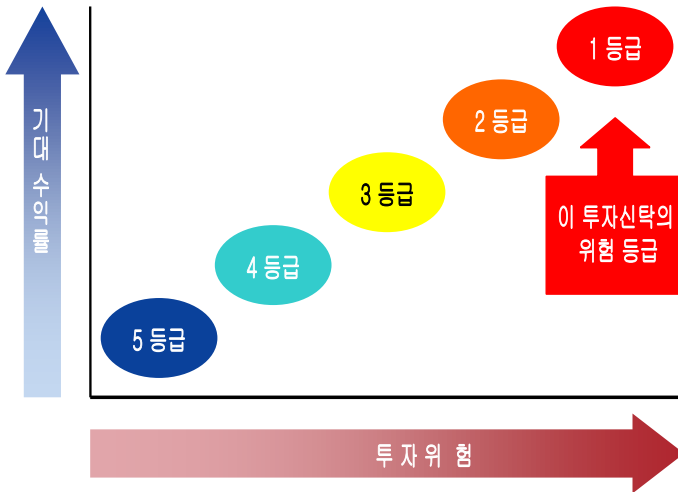 기대 수익률
1 등급
2 등급
3 등급
4 등급
5 등급
이 투자신탁의
위험 등급
투자위 험